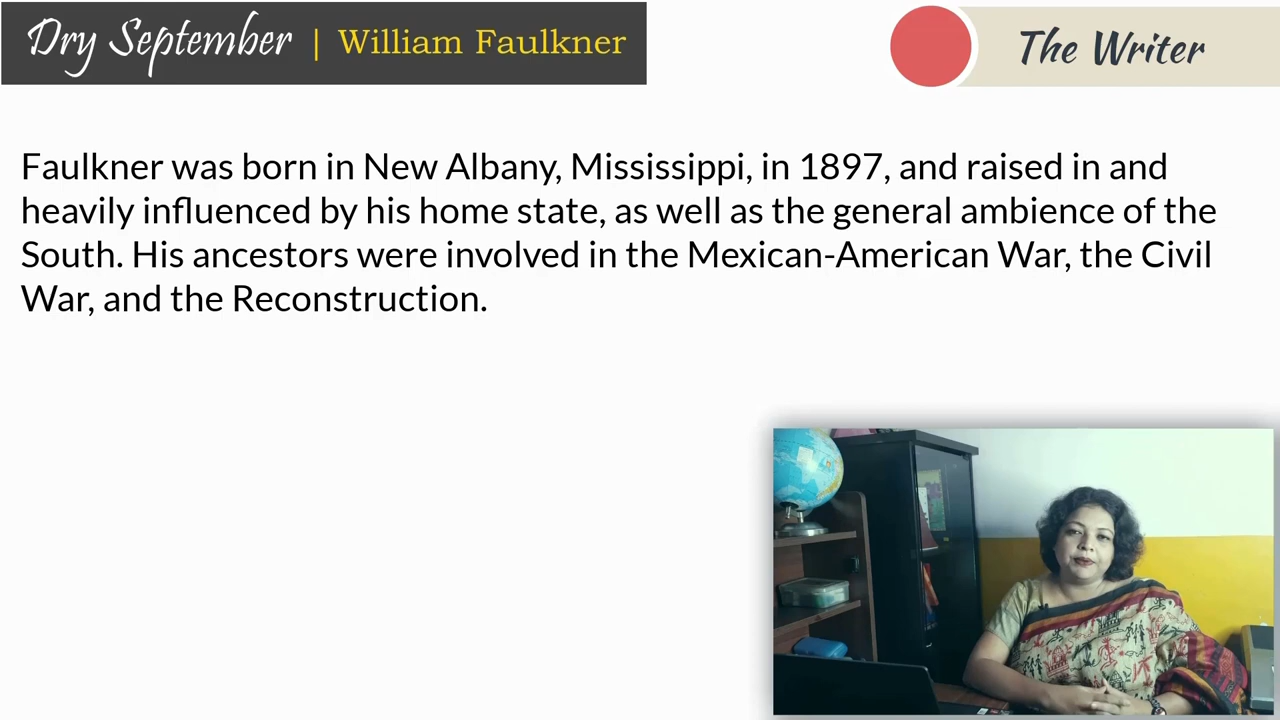 Dry September | William Faulkner
The Writer
Faulkner was born in New Albany, Mississippi, in 1897, and raised in and
heavily influenced by his home state, as well as the general ambience of the
South. His ancestors were involved in the Mexican-American War, the Civil
War, and the Reconstruction.